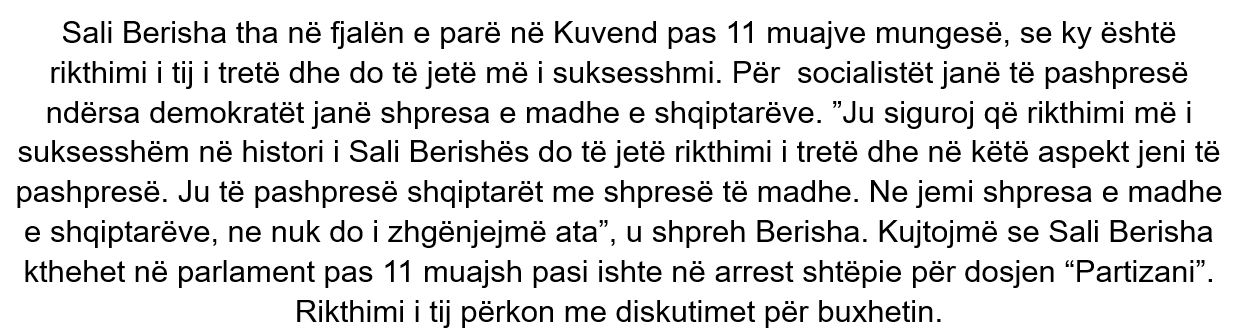 Sali Berisha tha në fjalën e parë në Kuvend pas 11 muajve mungesë, se ky është
rikthimi i tij i tretë dhe do të jetë më i suksesshmi. Për  socialistët janë të pashpresë
ndërsa demokratët janë shpresa e madhe e shqiptarëve. ”Ju siguroj që rikthimi më i
suksesshëm në histori i Sali Berishës do të jetë rikthimi i tretë dhe në këtë aspekt jeni të
pashpresë. Ju të pashpresë shqiptarët me shpresë të madhe. Ne jemi shpresa e madhe
e shqiptarëve, ne nuk do i zhgënjejmë ata”, u shpreh Berisha. Kujtojmë se Sali Berisha
kthehet në parlament pas 11 muajsh pasi ishte në arrest shtëpie për dosjen “Partizani”.
Rikthimi i tij përkon me diskutimet për buxhetin.